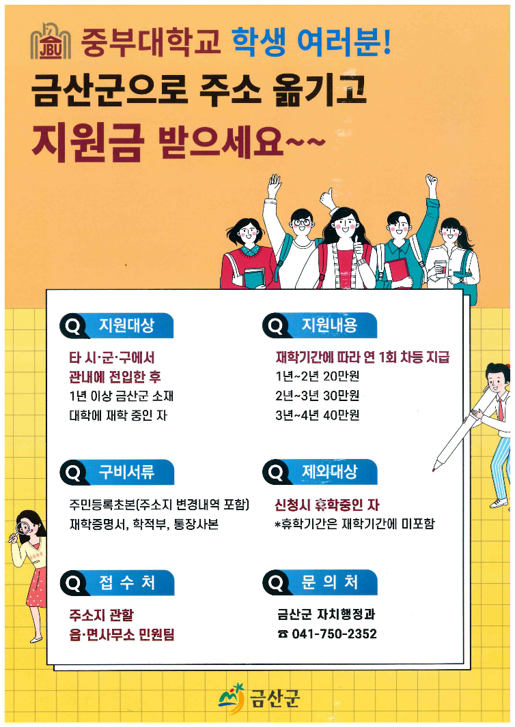 JBU 중부대학교 학생 여러분!
금산군으로 주소 옮기고
지원금 받으세요~~
Q 지원대상
타 시·군·구에서
관내에 전입한 후
1년 이상 금산군 소재
대학에 재학 중인 자
Q 지원내용
재학기간에 따라 연 1회 차등 지급
1년~2년 20만원
2년~3년 30만원
3년~4년 40만원
Q 구비서류
주민등록초본(주소지 변경내역 포함)
재학증명서, 학적부, 통장사본
Q 제외대상
신청시 휴학중인 자
*휴학기간은 재학기간에 미포함
Q 접 수 처
주소지 관할
읍·면사무소 민원팀
Q 문 의 처
금산군 자치행정과
☎ 041-750-2352
금산군